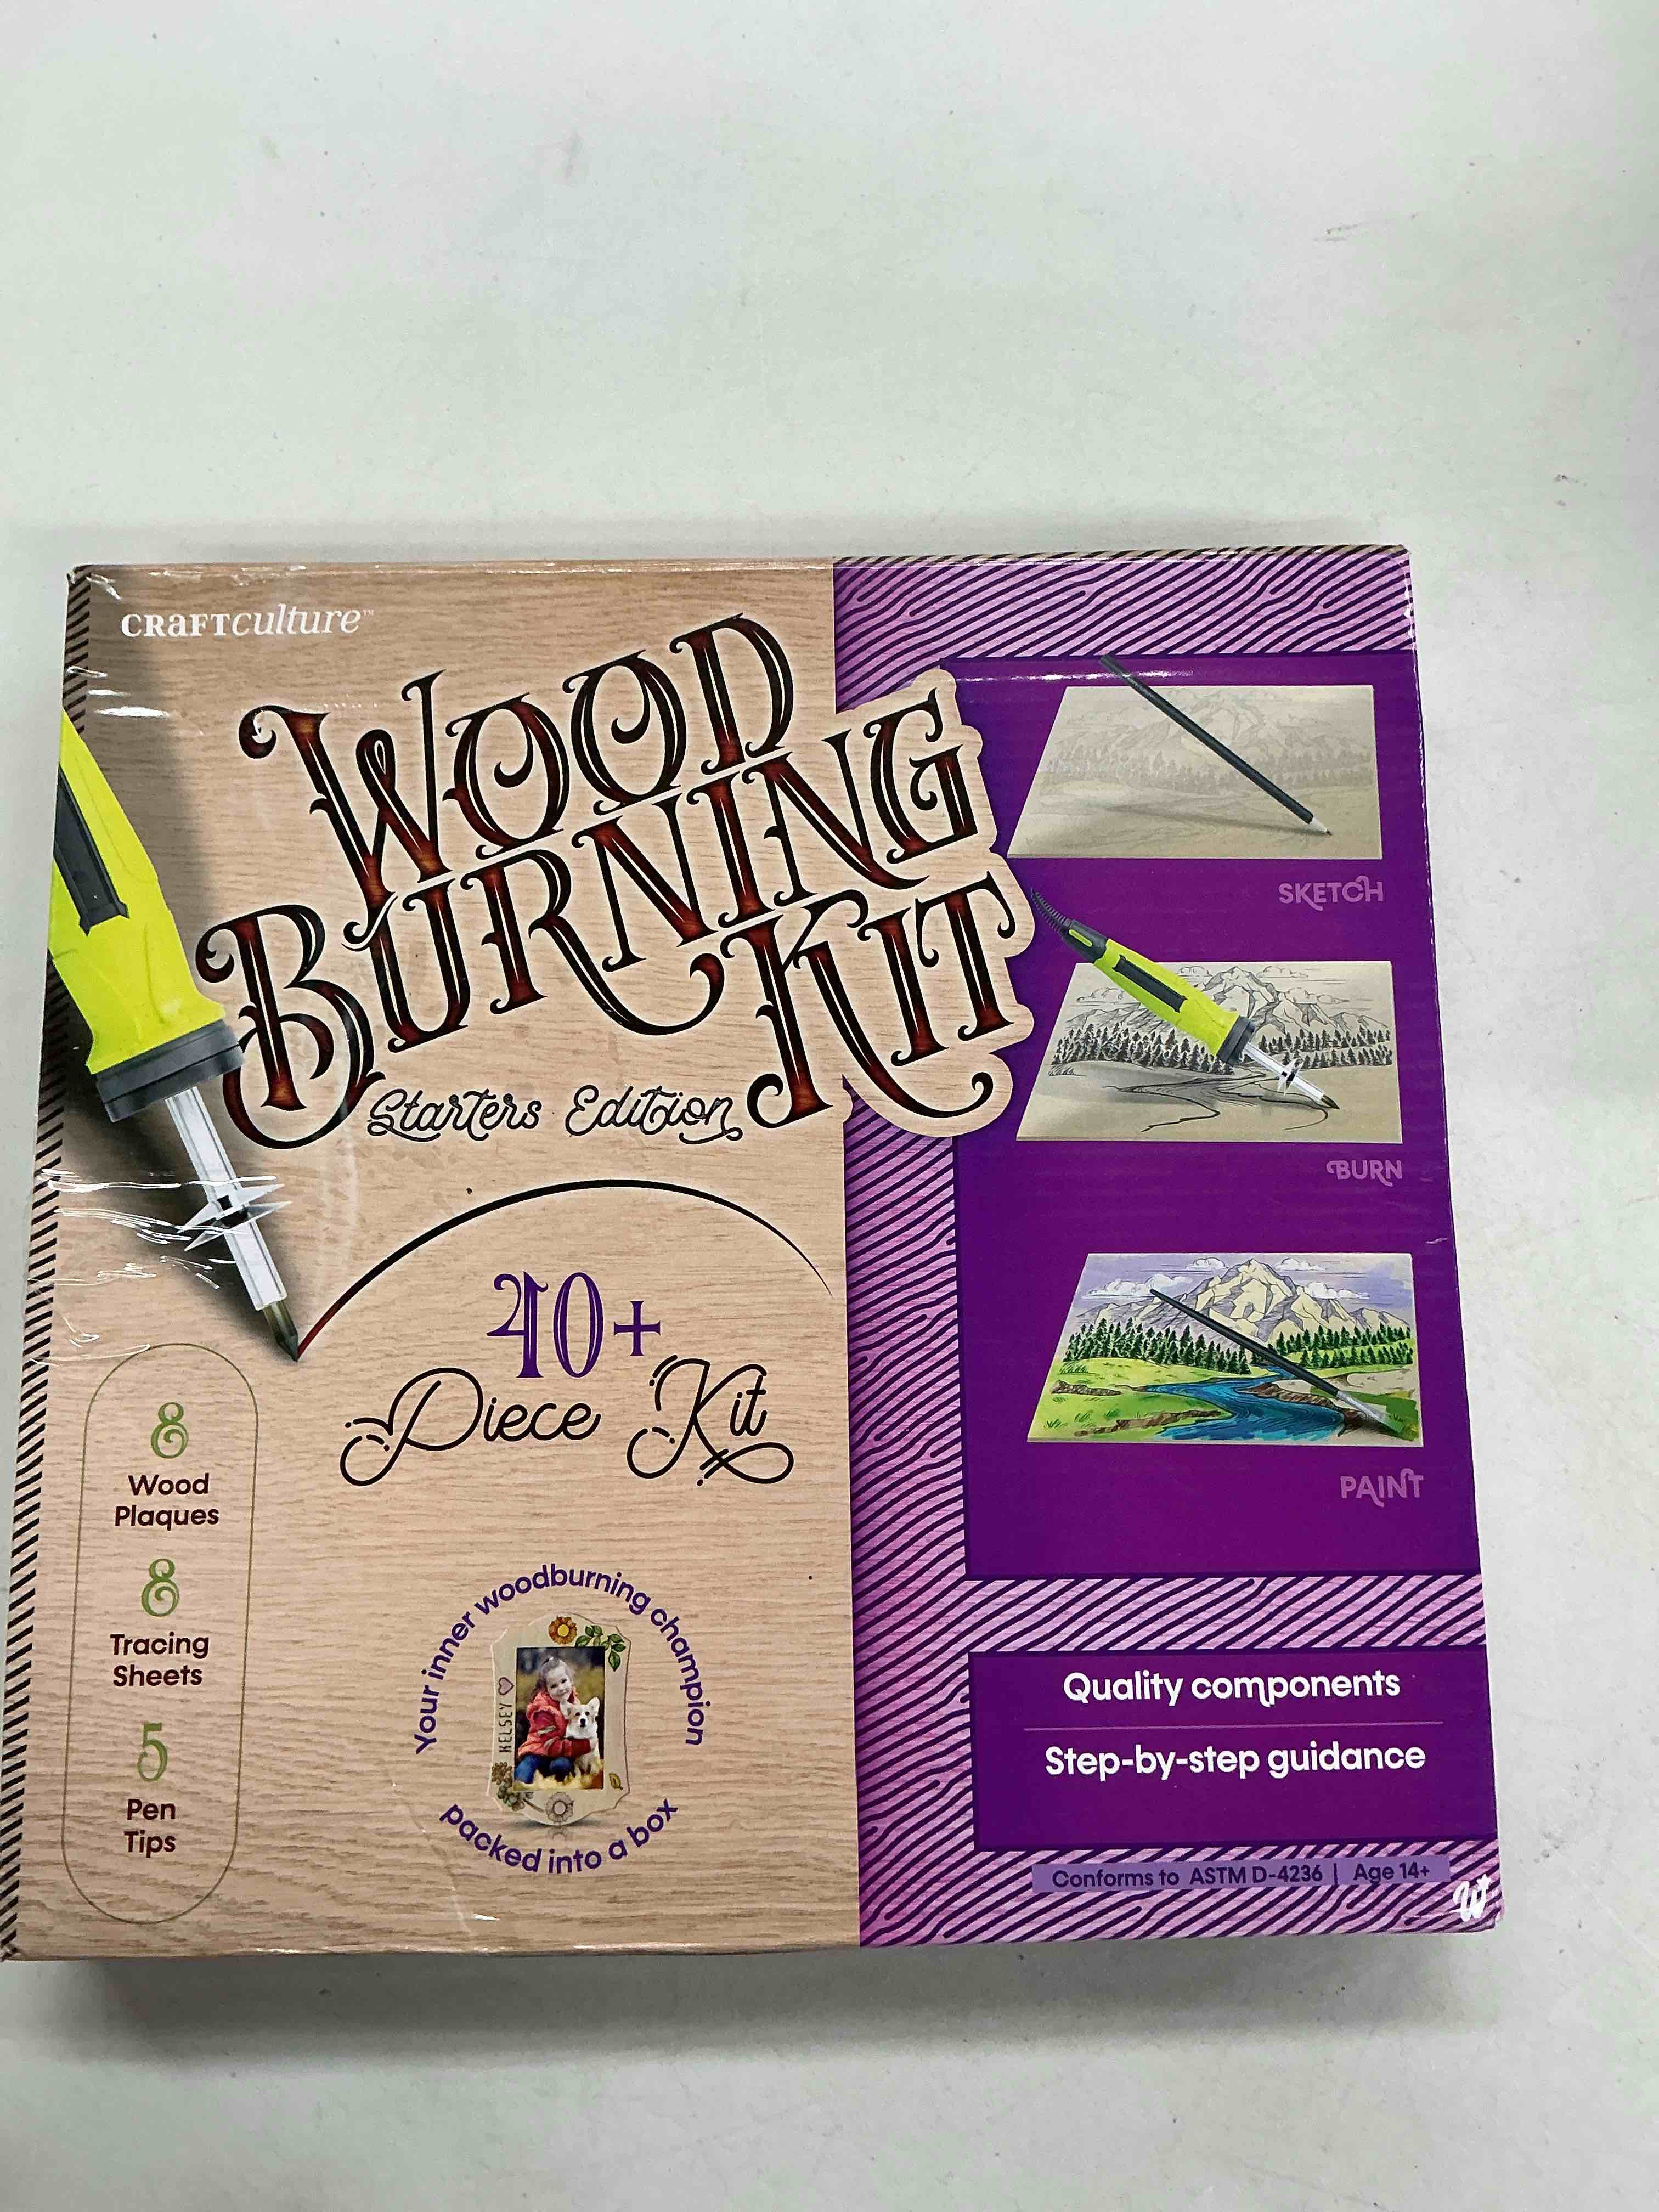 CRAFTculture™
WOOD
BURNING
KIT
Starters Edition
40+
Piece Kit
8
Wood
Plaques
8
Tracing
Sheets
5
Pen
Tips
Your inner woodburning champion
KELSEY
packed into a box
SKETCH
BURN
PAINT
Quality components
Step-by-step guidance
Conforms to ASTM D-4236 | Age 14+